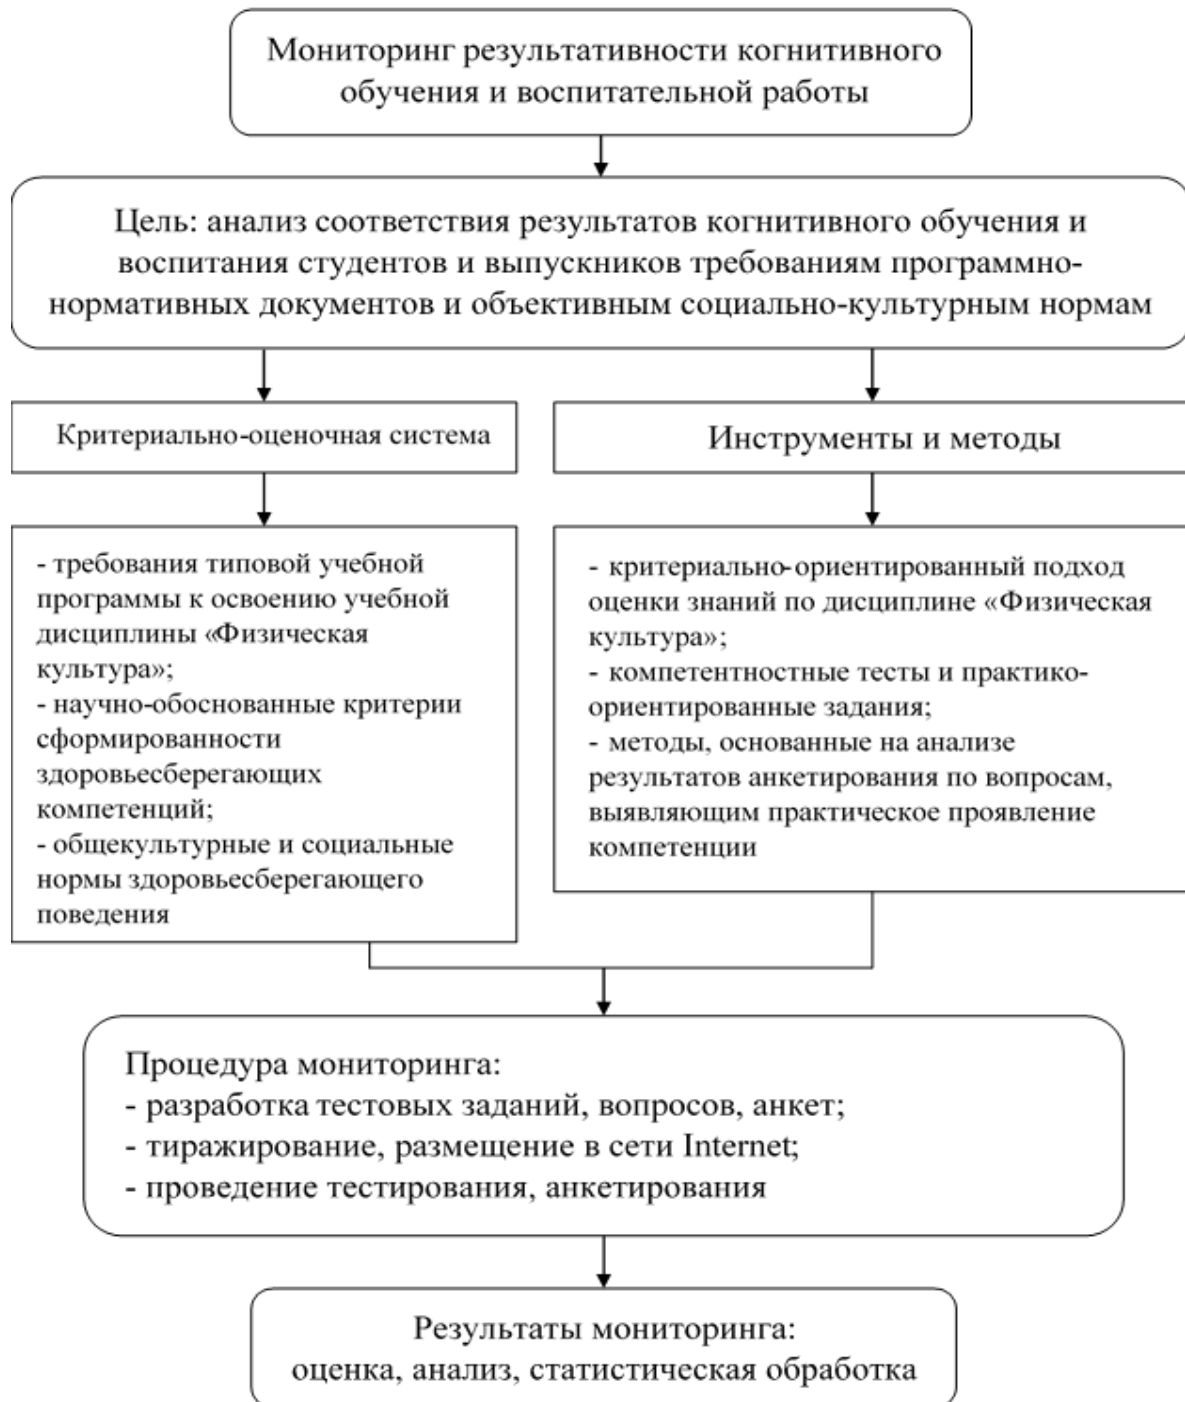 Мониторинг результативности когнитивного
обучения и воспитательной работы
Цель: анализ соответствия результатов когнитивного обучения и
воспитания студентов и выпускников требованиям программно-
нормативных документов и объективным социально-культурным нормам
Критериально-оценочная система
Инструменты и методы
- требования типовой учебной
программы к освоению учебной
дисциплины «Физическая
культура»;
- научно-обоснованные критерии
сформированности
здоровьесберегающих
компетенций;
- общекультурные и социальные
нормы здоровьесберегающего
поведения
- критериально-ориентированный подход
оценки знаний по дисциплине «Физическая
культура»;
- компетентностные тесты и практико-
ориентированные задания;
- методы, основанные на анализе
результатов анкетирования по вопросам,
выявляющим практическое проявление
компетенции
Процедура мониторинга:
- разработка тестовых заданий, вопросов, анкет;
- тиражирование, размещение в сети Internet;
- проведение тестирования, анкетирования
Результаты мониторинга:
оценка, анализ, статистическая обработка